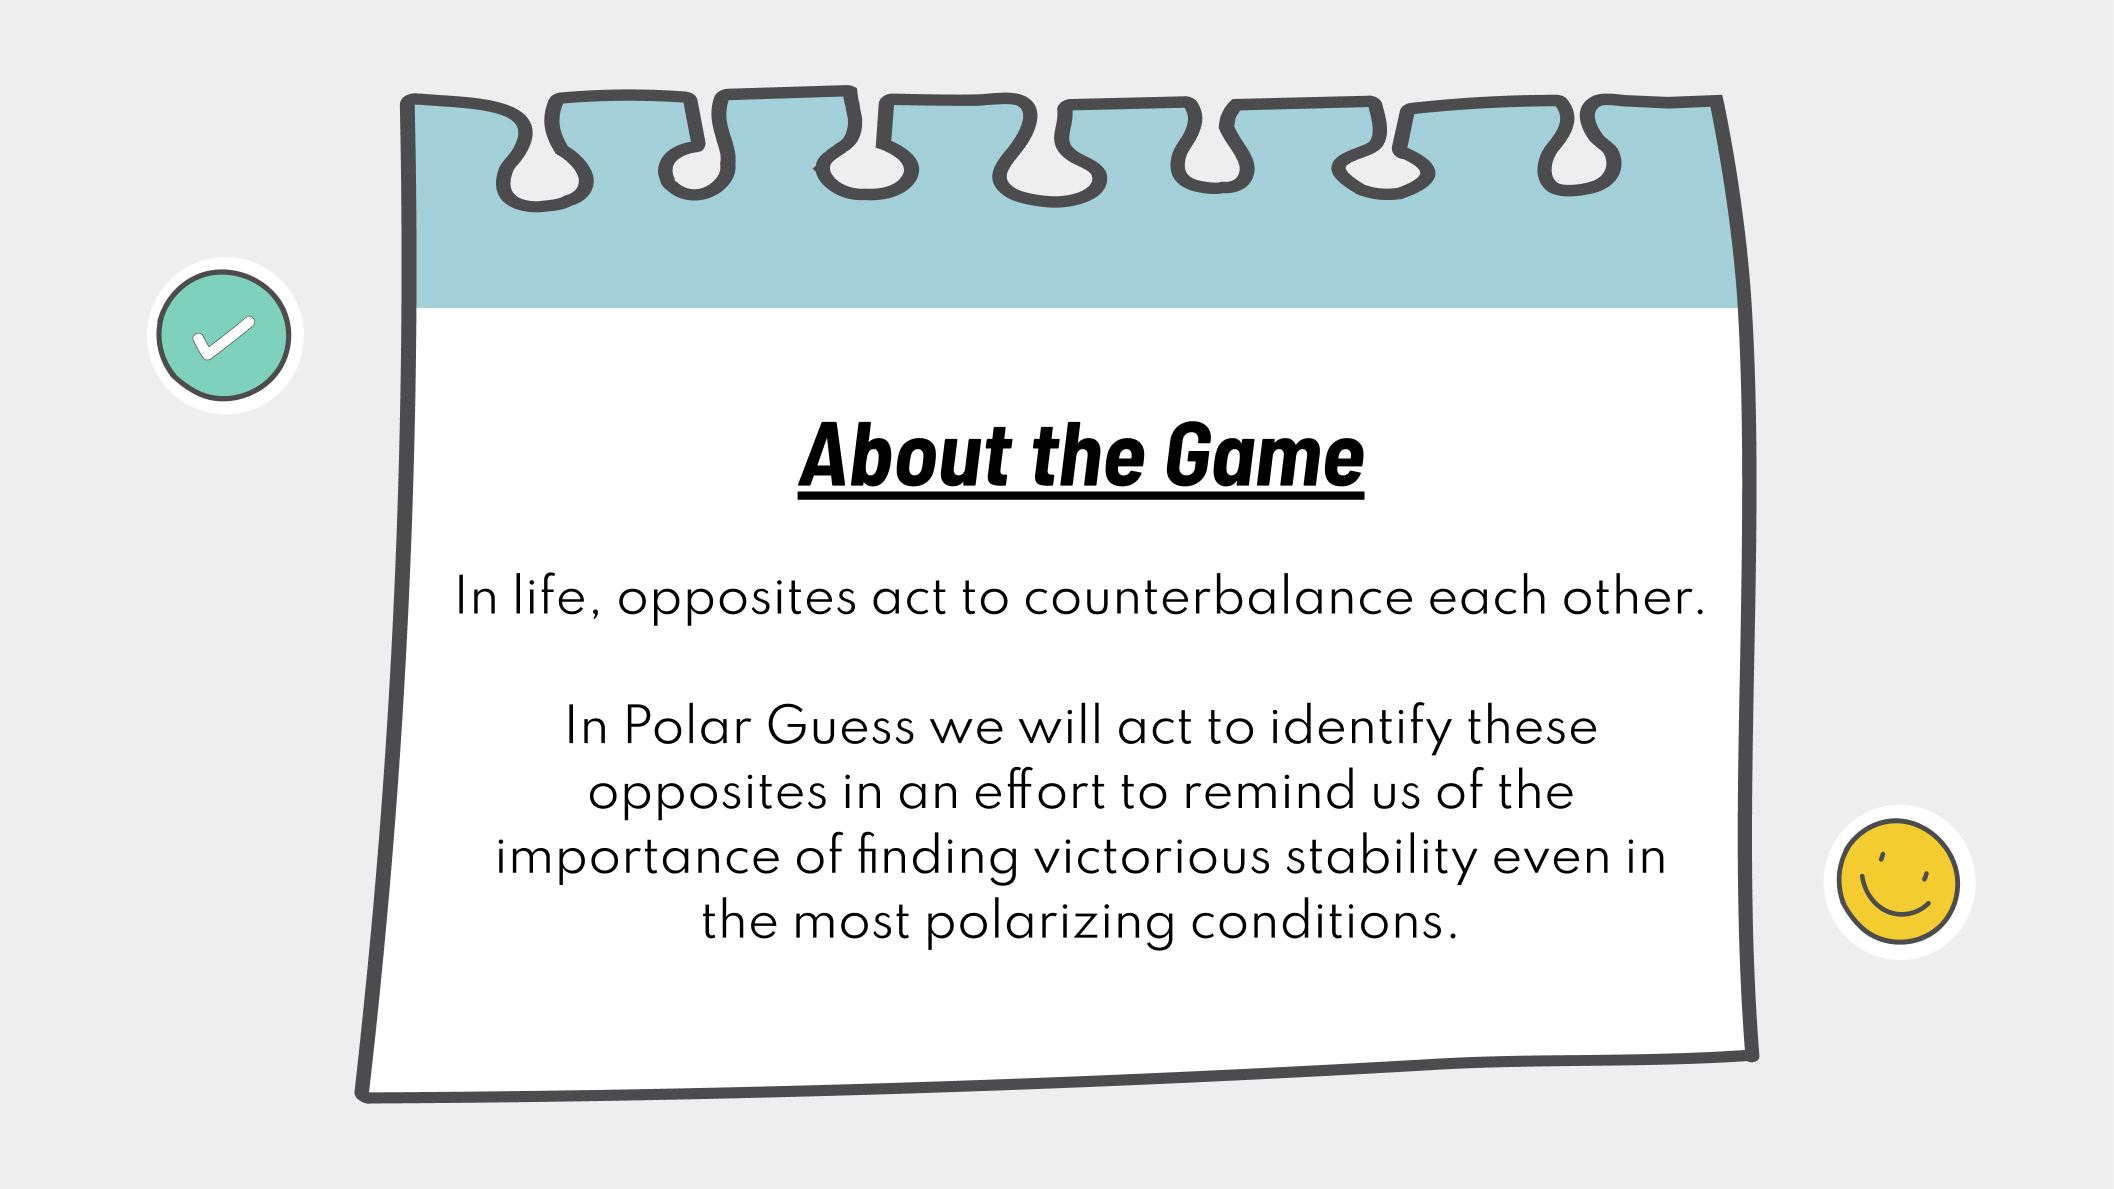 About the Game
In life, opposites act to counterbalance each other.
In Polar Guess we will act to identify these
opposites in an effort to remind us of the
importance of finding victorious stability even in
the most polarizing conditions.